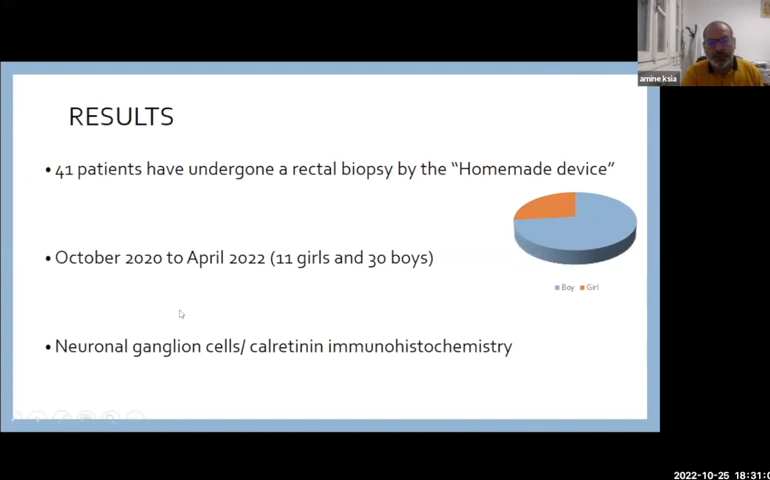 amine ksia
RESULTS
• 41 patients have undergone a rectal biopsy by the “Homemade device”
• October 2020 to April 2022 (11 girls and 30 boys)
Boy Girl
• Neuronal ganglion cells/ calretinin immunohistochemistry
2022-10-25 18:31:0